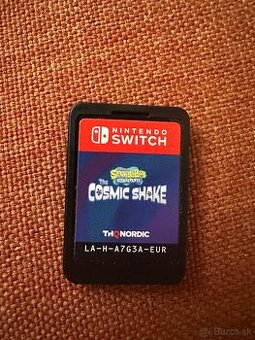 NINTENDO
SWITCH
SpongeBob
SquarePants
The
COSMIC SHAKE
THQ NORDIC
LA-H-A7G3A-EUR
Bazos.sk